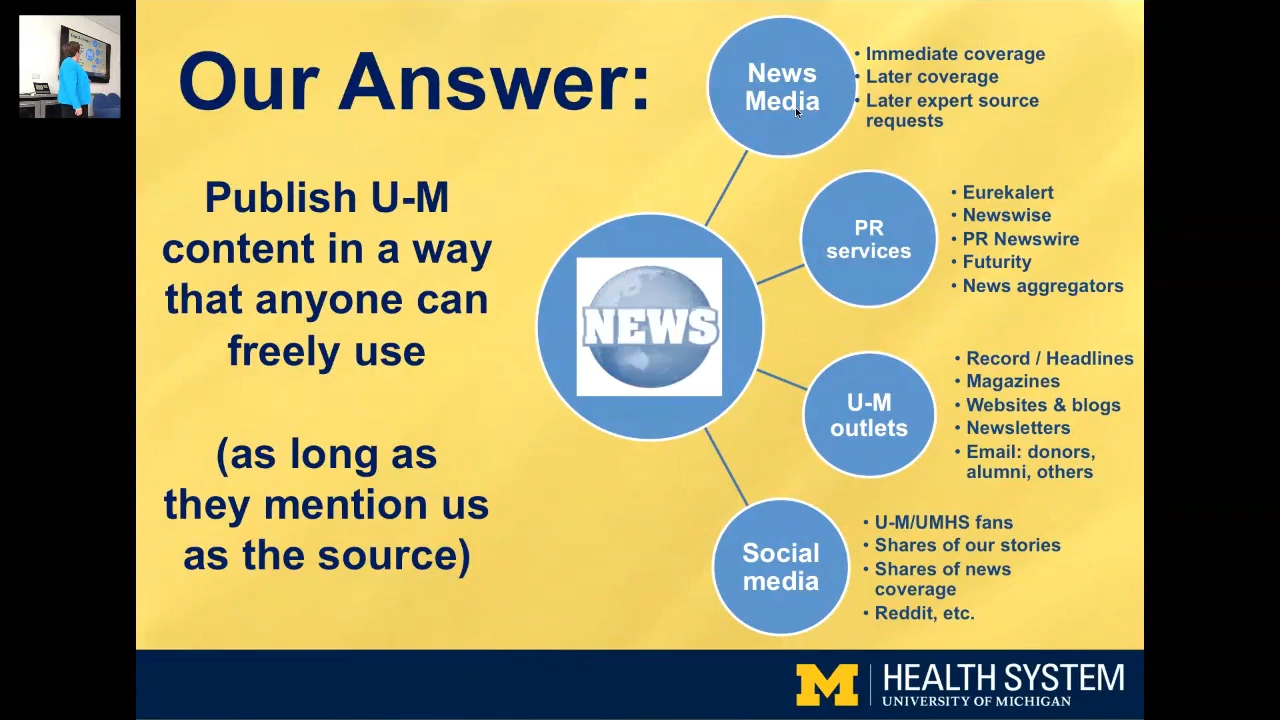 Our Answer:
Publish U-M
content in a way
that anyone can
freely use
(as long as
they mention us
as the source)
NEWS
News
Media
• Immediate coverage
• Later coverage
• Later expert source
requests
PR
services
• Eurekalert
• Newswise
• PR Newswire
• Futurity
• News aggregators
U-M
outlets
• Record / Headlines
• Magazines
• Websites & blogs
• Newsletters
• Email: donors,
alumni, others
Social
media
• U-M/UMHS fans
• Shares of our stories
• Shares of news
coverage
• Reddit, etc.
M HEALTH SYSTEM
UNIVERSITY OF MICHIGAN